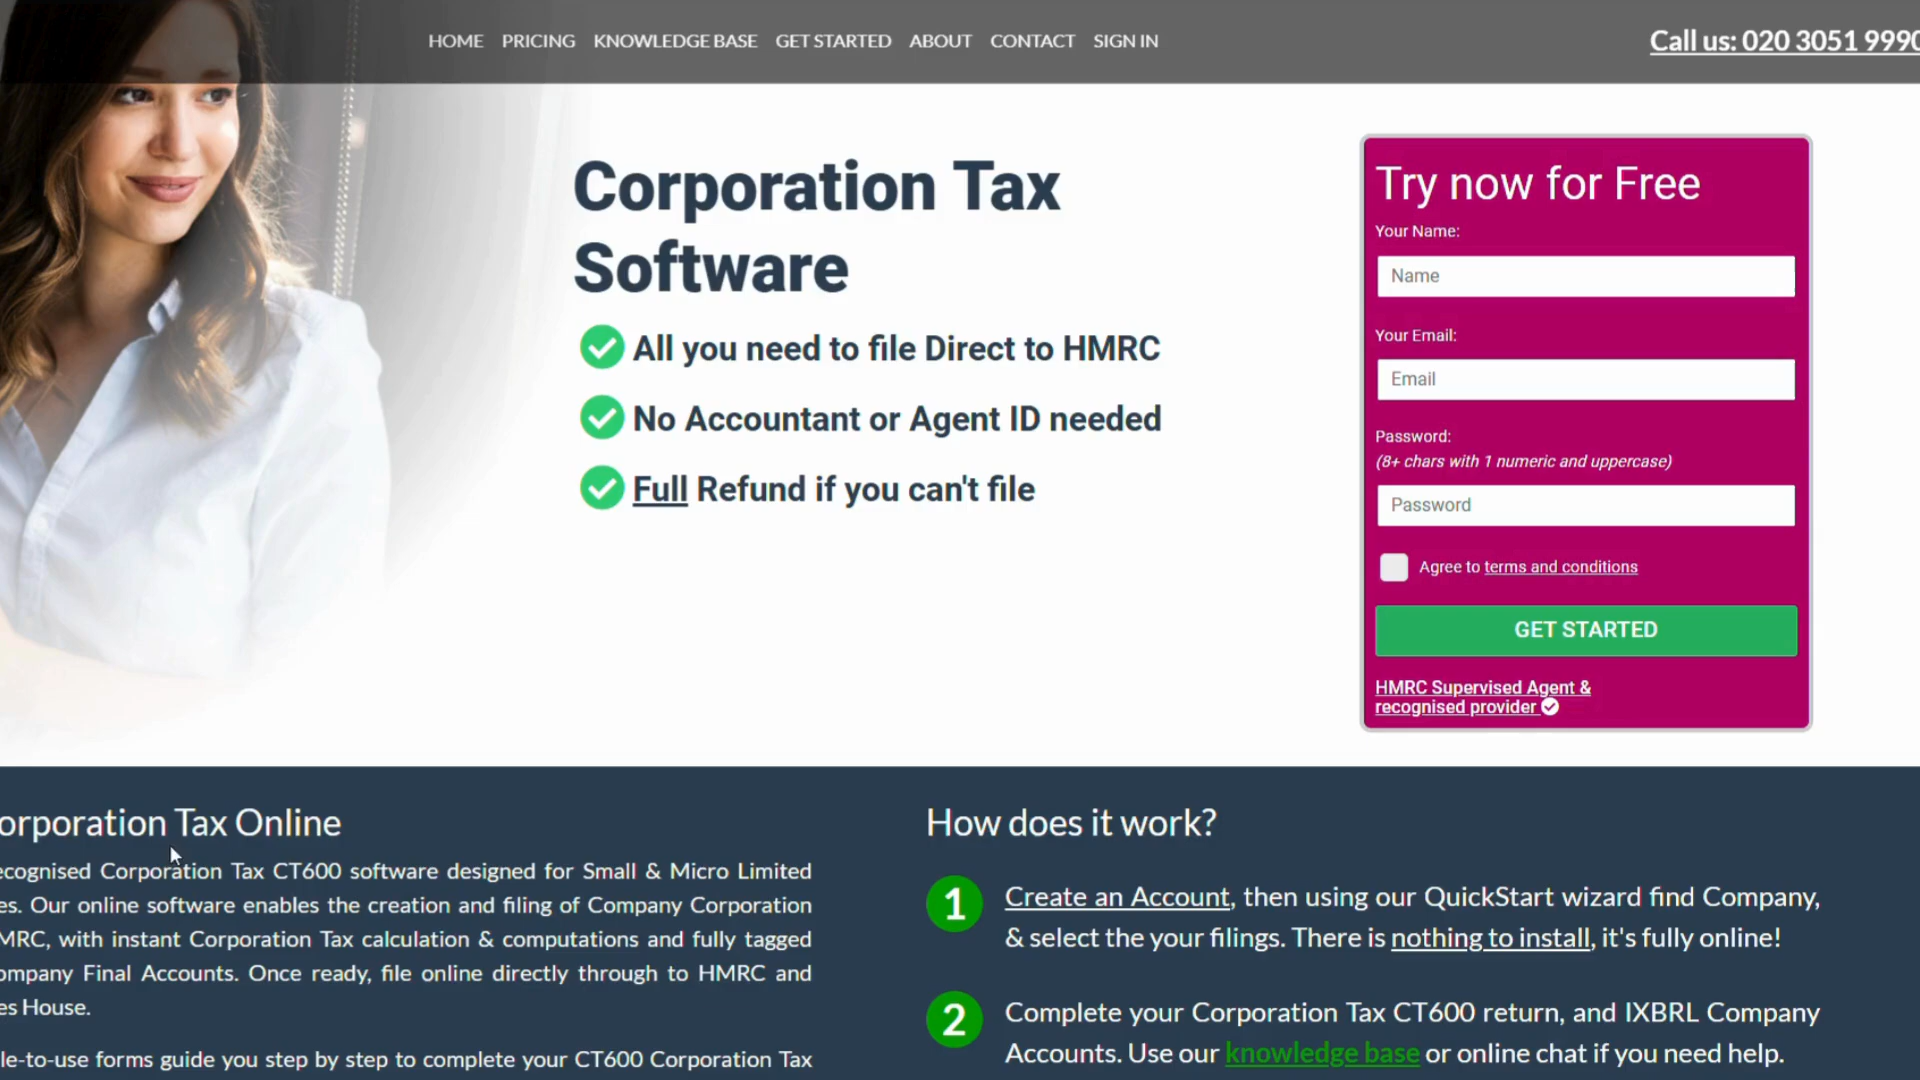 HOME PRICING KNOWLEDGE BASE GET STARTED ABOUT CONTACT SIGN IN
Call us: 020 3051 9990
Corporation Tax
Software
All you need to file Direct to HMRC
No Accountant or Agent ID needed
Full Refund if you can't file
Try now for Free
Your Name:
Name
Your Email:
Email
Password:
(8+ chars with 1 numeric and uppercase)
Password
Agree to terms and conditions
GET STARTED
HMRC Supervised Agent &
recognised provider
orporation Tax Online
ecognised Corporation Tax CT600 software designed for Small & Micro Limited
es. Our online software enables the creation and filing of Company Corporation
MRC, with instant Corporation Tax calculation & computations and fully tagged
ompany Final Accounts. Once ready, file online directly through to HMRC and
es House.
le-to-use forms guide you step by step to complete your CT600 Corporation Tax
How does it work?
1
Create an Account, then using our QuickStart wizard find Company,
& select the your filings. There is nothing to install, it's fully online!
2
Complete your Corporation Tax CT600 return, and IXBRL Company
Accounts. Use our knowledge base or online chat if you need help.